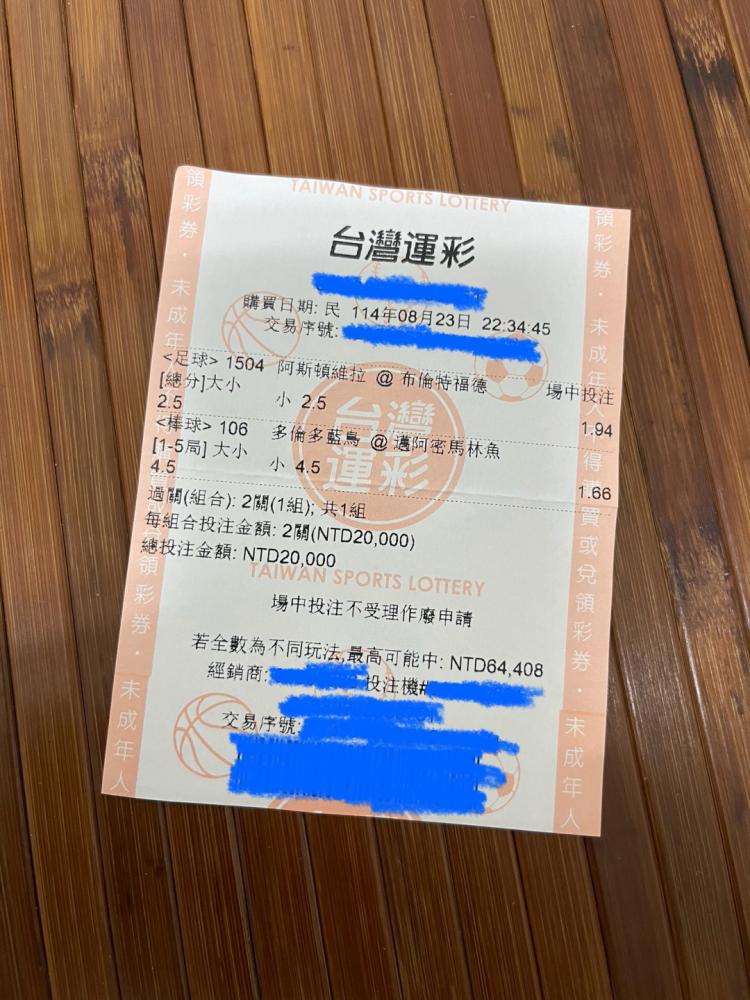 TAIWAN SPORTS LOTTERY
台灣運彩
購買日期: 民 114年08月23日 22:34:45
交易序號:
<足球> 1504 阿斯頓維拉 @ 布倫特福德 場中投注
[總分]大小 小 2.5 1.94
2.5
<棒球> 106 多倫多藍鳥 @ 邁阿密馬林魚
[1-5局] 大小 小 4.5 1.66
4.5
過關(組合): 2關(1組); 共1組
每組合投注金額: 2關(NTD20,000)
總投注金額: NTD20,000
TAIWAN SPORTS LOTTERY
場中投注不受理作廢申請
若全數為不同玩法,最高可能中: NTD64,408
經銷商: 投注機#
交易序號:
台灣
運彩
領彩券．未成年人
領彩券．未成年人
領彩券．未成年人得購買或兌領彩券．未成年人